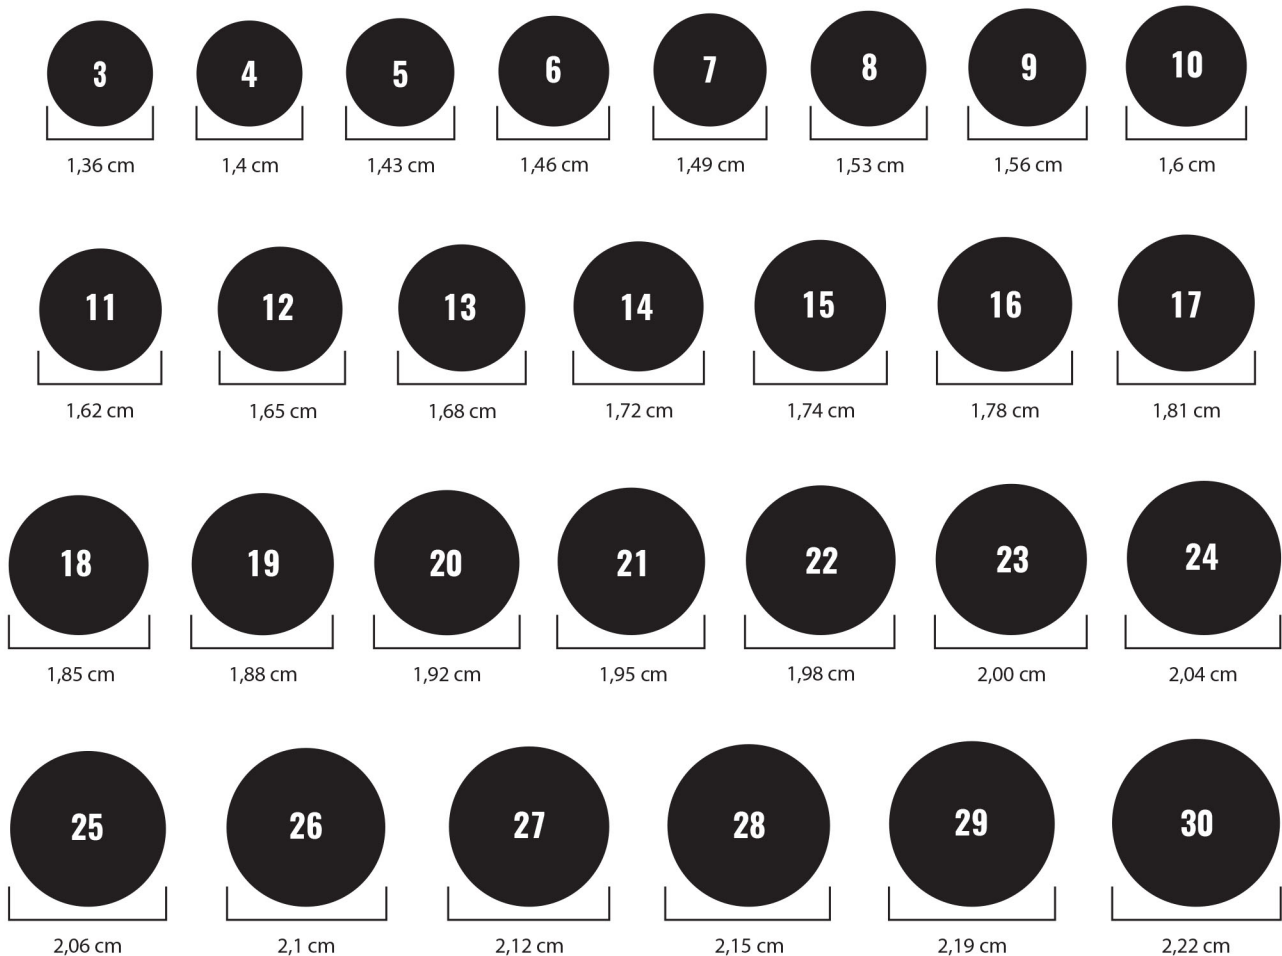 3 4 5 6 7 8 9 10
1,36 cm 1,4 cm 1,43 cm 1,46 cm 1,49 cm 1,53 cm 1,56 cm 1,6 cm
11 12 13 14 15 16 17
1,62 cm 1,65 cm 1,68 cm 1,72 cm 1,74 cm 1,78 cm 1,81 cm
18 19 20 21 22 23 24
1,85 cm 1,88 cm 1,92 cm 1,95 cm 1,98 cm 2,00 cm 2,04 cm
25 26 27 28 29 30
2,06 cm 2,1 cm 2,12 cm 2,15 cm 2,19 cm 2,22 cm